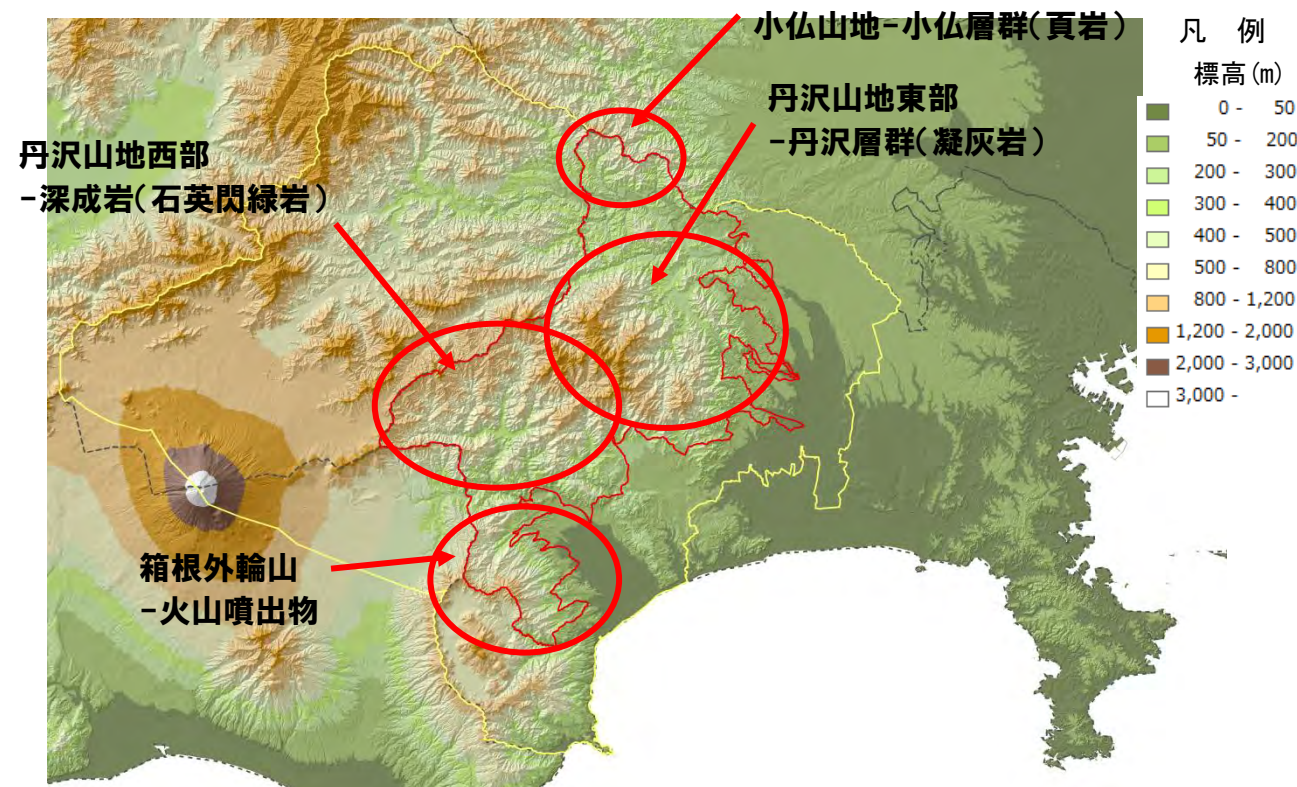 小仏山地-小仏層群(頁岩)
丹沢山地東部
-丹沢層群(凝灰岩)
丹沢山地西部
-深成岩(石英閃緑岩)
箱根外輪山
-火山噴出物
凡 例
標高(m)
0 - 50
50 - 200
200 - 300
300 - 400
400 - 500
500 - 800
800 - 1,200
1,200 - 2,000
2,000 - 3,000
3,000 -